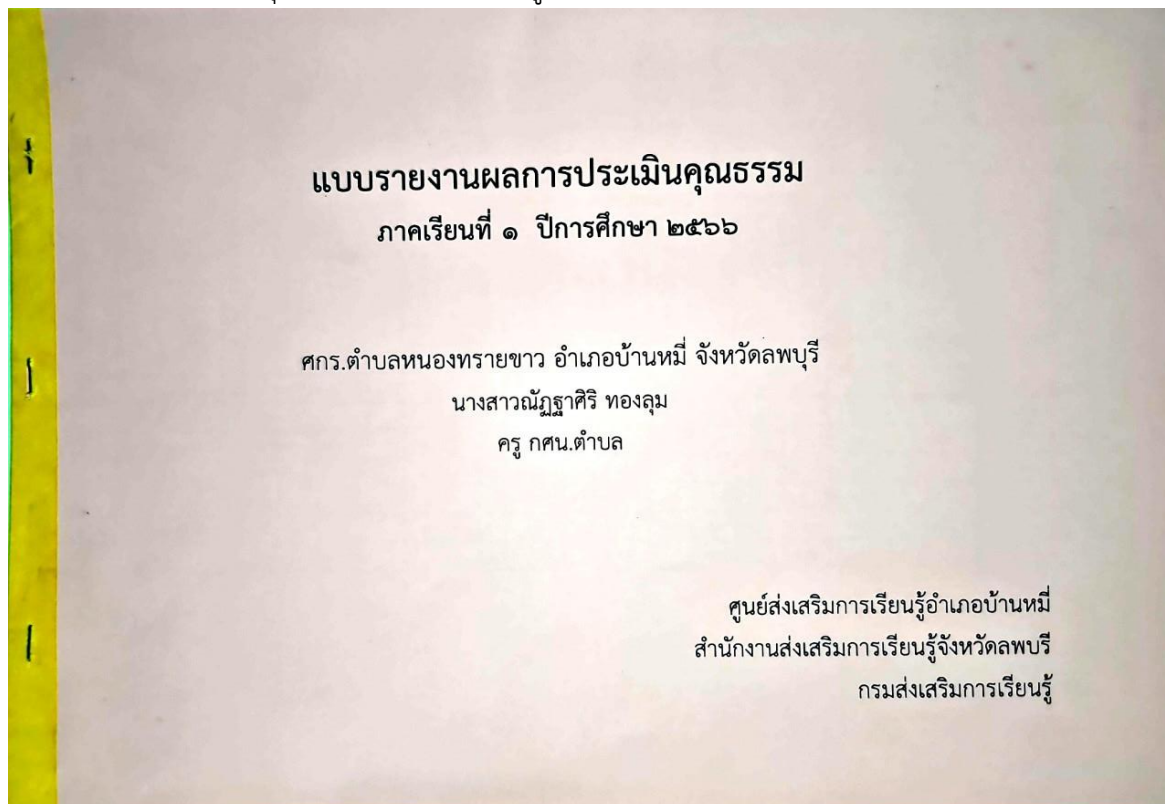 แบบรายงานผลการประเมินคุณธรรม
ภาคเรียนที่ ๑ ปีการศึกษา ๒๕๖๖
ศกร.ตำบลหนองทรายขาว อำเภอบ้านหมี่ จังหวัดลพบุรี
นางสาวณัฏฐาศิริ ทองลุม
ครู กศน.ตำบล
ศูนย์ส่งเสริมการเรียนรู้อำเภอบ้านหมี่
สำนักงานส่งเสริมการเรียนรู้จังหวัดลพบุรี
กรมส่งเสริมการเรียนรู้